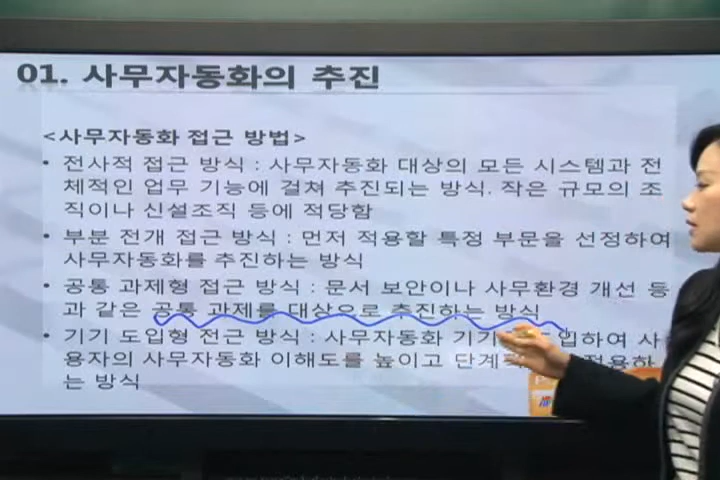 01. 사무자동화의 추진
<사무자동화 접근 방법>
• 전사적 접근 방식 : 사무자동화 대상의 모든 시스템과 전
체적인 업무 기능에 걸쳐 추진되는 방식. 작은 규모의 조
직이나 신설조직 등에 적당함
• 부분 전개 접근 방식 : 먼저 적용할 특정 부문을 선정하여
사무자동화를 추진하는 방식
• 공통 과제형 접근 방식 : 문서 보안이나 사무환경 개선 등
과 같은 공통 과제를 대상으로 추진하는 방식
• 기기 도입형 전근 방식 : 사무자동화 기기 입하여 사
용자의 사무자동화 이해도를 높이고 단계적 적용하
는 방식